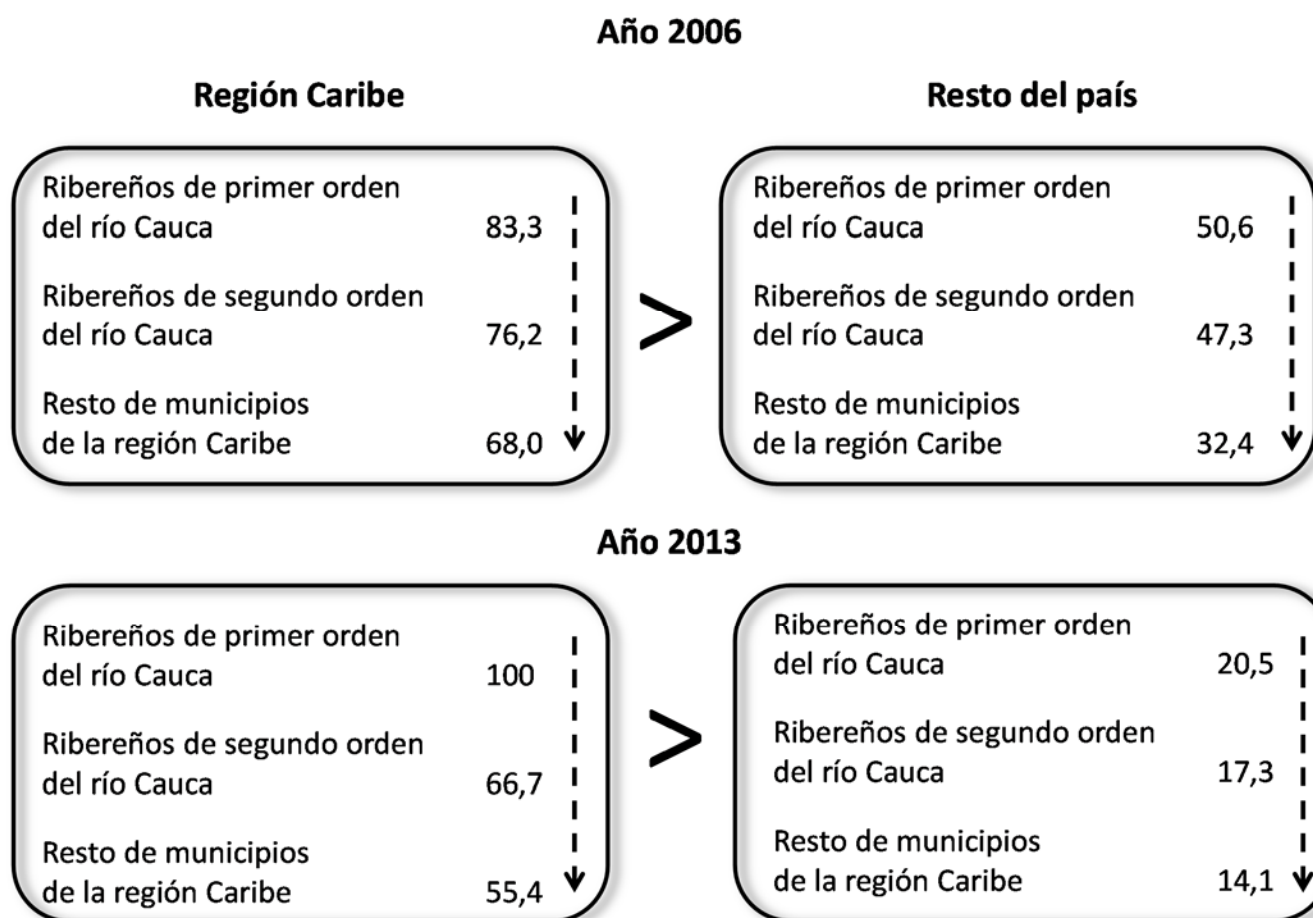 Año 2006
Región Caribe
Ribereños de primer orden
del río Cauca 83,3
Ribereños de segundo orden
del río Cauca 76,2
Resto de municipios
de la región Caribe 68,0
>
Resto del país
Ribereños de primer orden
del río Cauca 50,6
Ribereños de segundo orden
del río Cauca 47,3
Resto de municipios
de la región Caribe 32,4
Año 2013
Ribereños de primer orden
del río Cauca 100
Ribereños de segundo orden
del río Cauca 66,7
Resto de municipios
de la región Caribe 55,4
>
Ribereños de primer orden
del río Cauca 20,5
Ribereños de segundo orden
del río Cauca 17,3
Resto de municipios
de la región Caribe 14,1